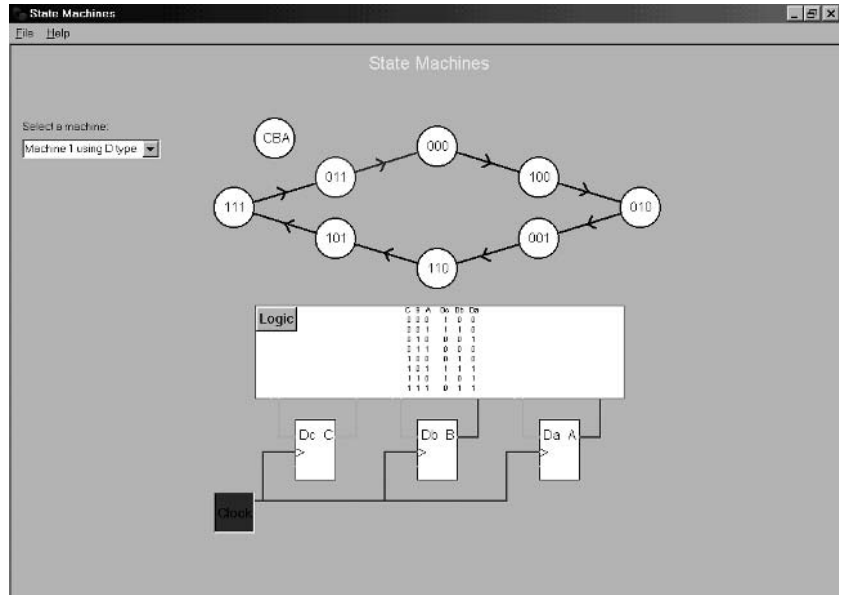 State Machines
File Help
State Machines
Select a machine:
Machine 1 using D type
CBA
000
011
100
111
010
101
001
110
Logic
C B A Dc Db Da
0 0 0 1 0 0
0 0 1 1 1 0
0 1 0 0 0 1
0 1 1 0 0 0
1 0 0 0 1 0
1 0 1 1 1 1
1 1 0 1 0 1
1 1 1 0 1 1
Dc C
Db B
Da A
Clock